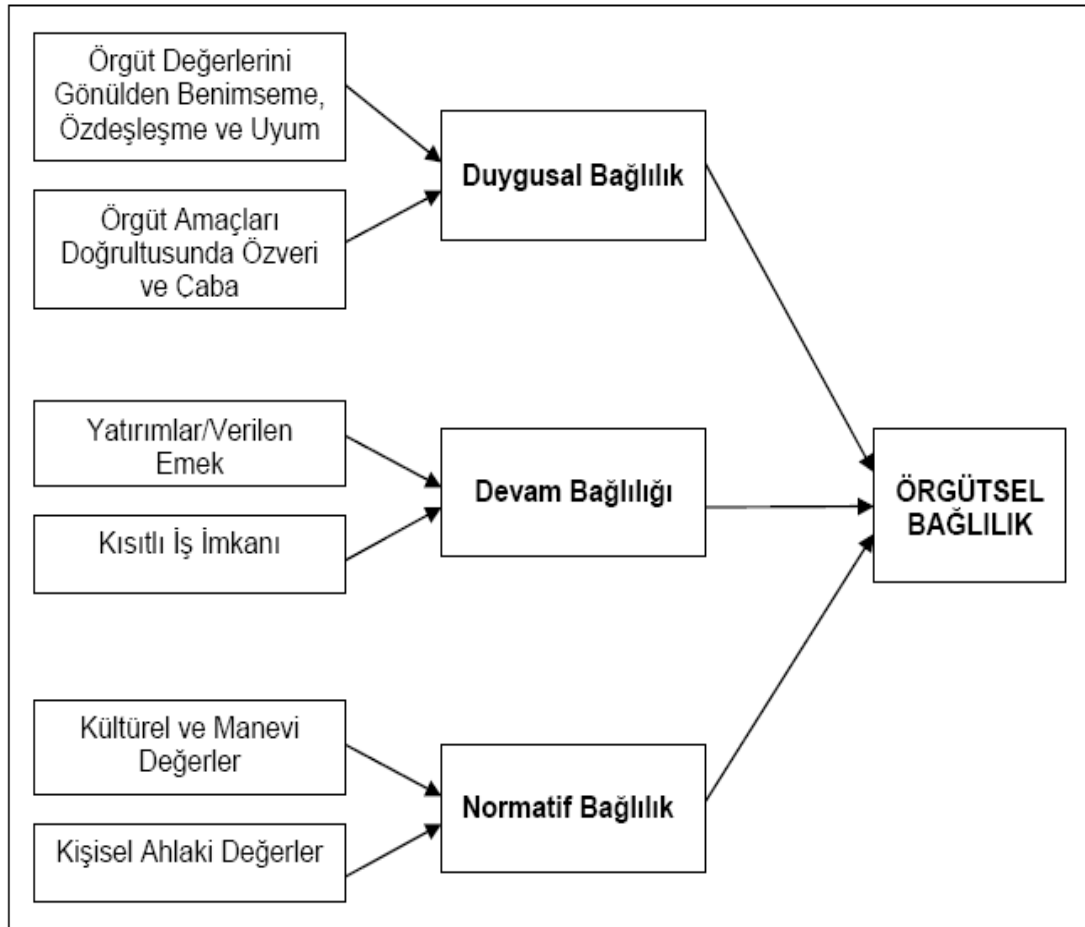 Örgüt Değerlerini
Gönülden Benimseme,
Özdeşleşme ve Uyum
Örgüt Amaçları
Doğrultusunda Özveri
ve Çaba
Duygusal Bağlılık
Yatırımlar/Verilen
Emek
Kısıtlı İş İmkanı
Devam Bağlılığı
ÖRGÜTSEL
BAĞLILIK
Kültürel ve Manevi
Değerler
Kişisel Ahlaki Değerler
Normatif Bağlılık